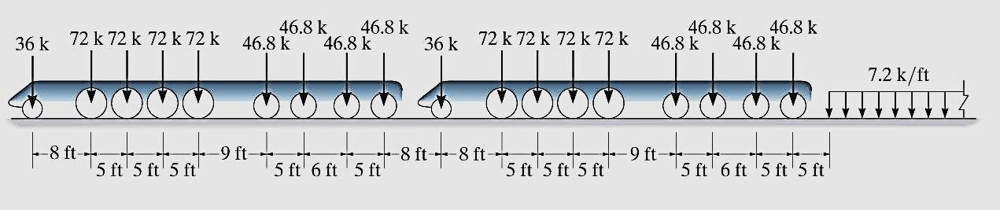 46.8 k 46.8 k 46.8 k 46.8 k
36 k 72 k 72 k 72 k 72 k 46.8 k 46.8 k 36 k 72 k 72 k 72 k 72 k 46.8 k 46.8 k
7.2 k/ft
8 ft 9 ft 8 ft 8 ft 9 ft
5 ft 5 ft 5 ft 5 ft 6 ft 5 ft 5 ft 5 ft 5 ft 5 ft 6 ft 5 ft 5 ft